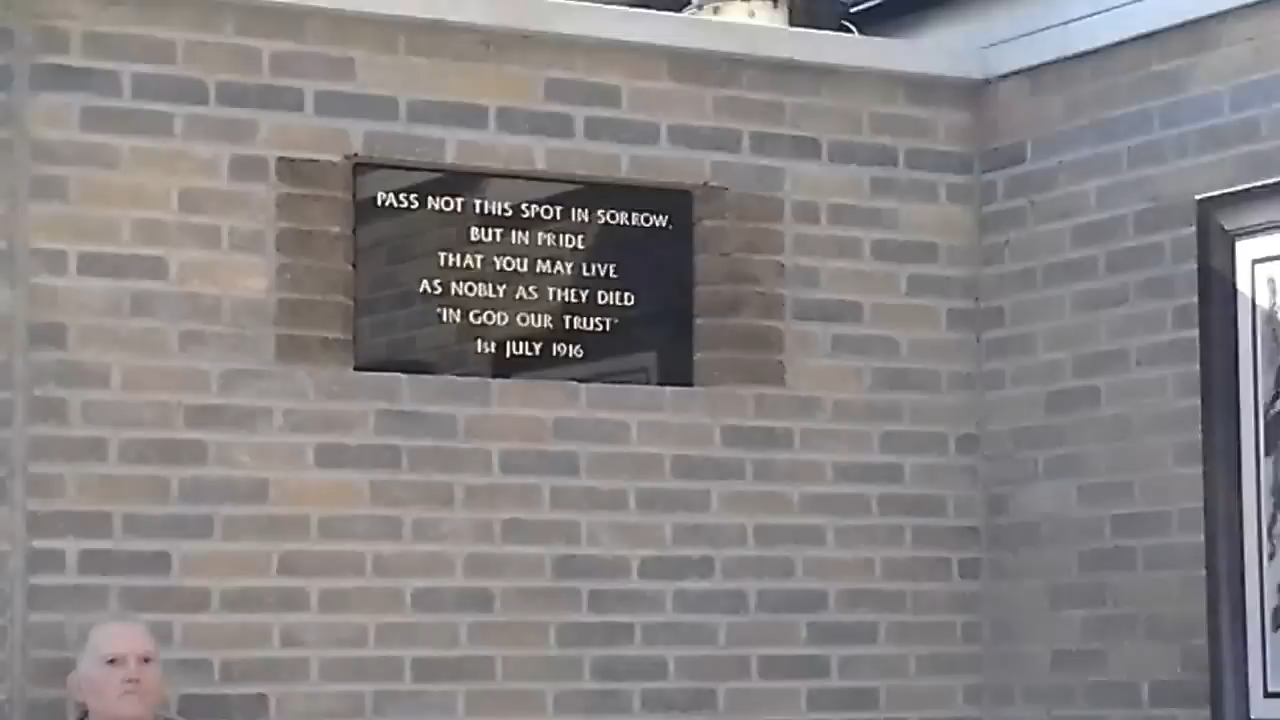 PASS NOT THIS SPOT IN SORROW,
BUT IN PRIDE
THAT YOU MAY LIVE
AS NOBLY AS THEY DIED
"IN GOD OUR TRUST"
1st JULY 1916